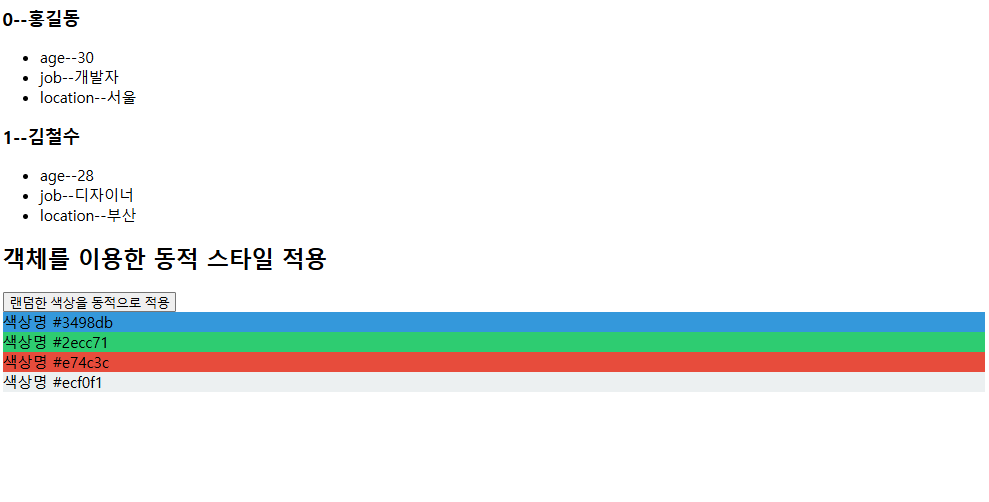 0--홍길동
age--30
job--개발자
location--서울
1--김철수
age--28
job--디자이너
location--부산
객체를 이용한 동적 스타일 적용
랜덤한 색상을 동적으로 적용
색상명 #3498db
색상명 #2ecc71
색상명 #e74c3c
색상명 #ecf0f1